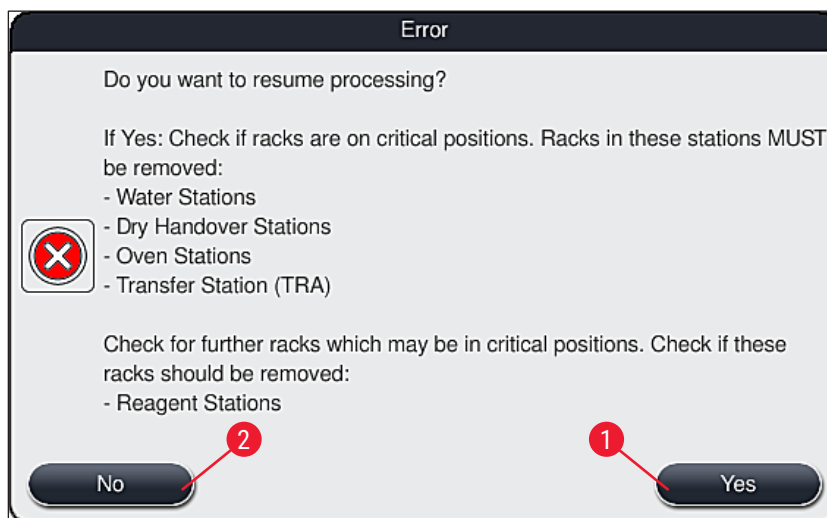 Error
Do you want to resume processing?
If Yes: Check if racks are on critical positions. Racks in these stations MUST
be removed:
- Water Stations
- Dry Handover Stations
- Oven Stations
- Transfer Station (TRA)
Check for further racks which may be in critical positions. Check if these
racks should be removed:
- Reagent Stations
2
1
No
Yes